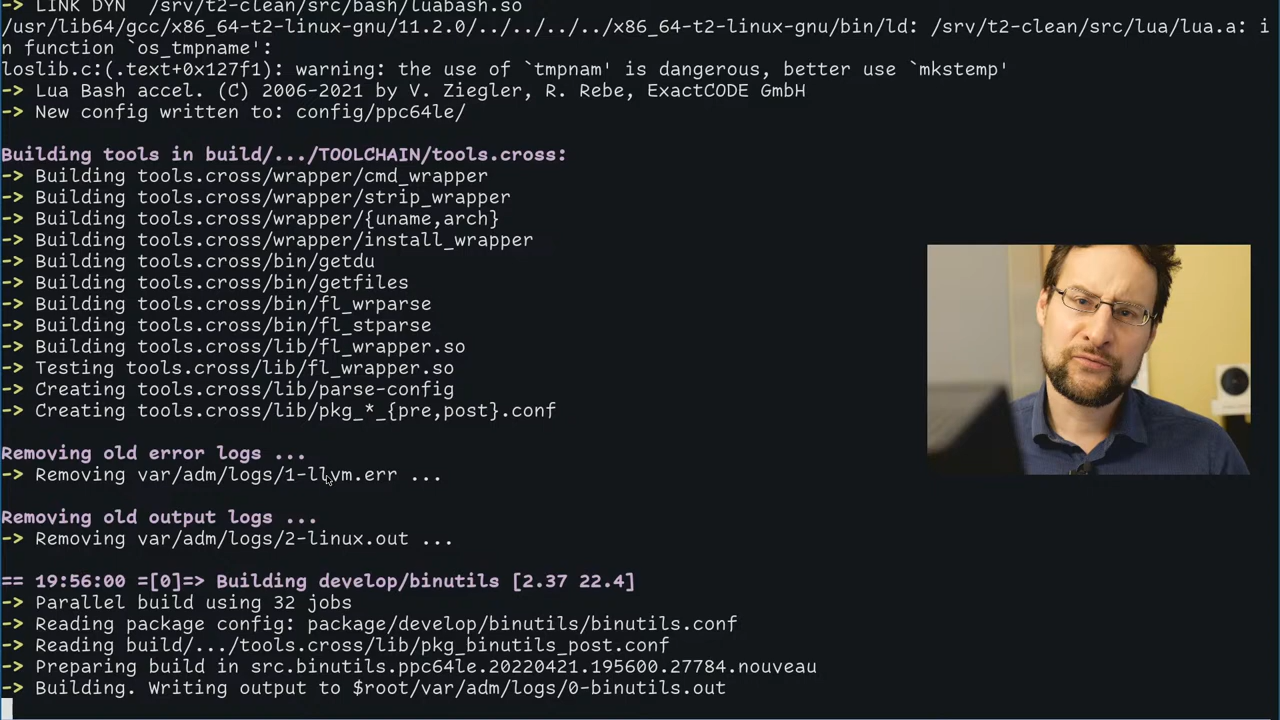 -> LINK DYN  /srv/t2-clean/src/bash/luabash.so
/usr/lib64/gcc/x86_64-t2-linux-gnu/11.2.0/../../../../x86_64-t2-linux-gnu/bin/ld: /srv/t2-clean/src/lua/lua.a: i
n function `os_tmpname':
loslib.c:(.text+0x127f1): warning: the use of `tmpnam' is dangerous, better use `mkstemp'
-> Lua Bash accel. (C) 2006-2021 by V. Ziegler, R. Rebe, ExactCODE GmbH
-> New config written to: config/ppc64le/
Building tools in build/.../TOOLCHAIN/tools.cross:
-> Building tools.cross/wrapper/cmd_wrapper
-> Building tools.cross/wrapper/strip_wrapper
-> Building tools.cross/wrapper/{uname,arch}
-> Building tools.cross/wrapper/install_wrapper
-> Building tools.cross/bin/getdu
-> Building tools.cross/bin/getfiles
-> Building tools.cross/bin/fl_wrparse
-> Building tools.cross/bin/fl_stparse
-> Building tools.cross/lib/fl_wrapper.so
-> Testing tools.cross/lib/fl_wrapper.so
-> Creating tools.cross/lib/parse-config
-> Creating tools.cross/lib/pkg_*_{pre,post}.conf
Removing old error logs ...
-> Removing var/adm/logs/1-llvm.err ...
Removing old output logs ...
-> Removing var/adm/logs/2-linux.out ...
== 19:56:00 =[0]=> Building develop/binutils [2.37 22.4]
-> Parallel build using 32 jobs
-> Reading package config: package/develop/binutils/binutils.conf
-> Reading build/.../tools.cross/lib/pkg_binutils_post.conf
-> Preparing build in src.binutils.ppc64le.20220421.195600.27784.nouveau
-> Building. Writing output to $root/var/adm/logs/0-binutils.out